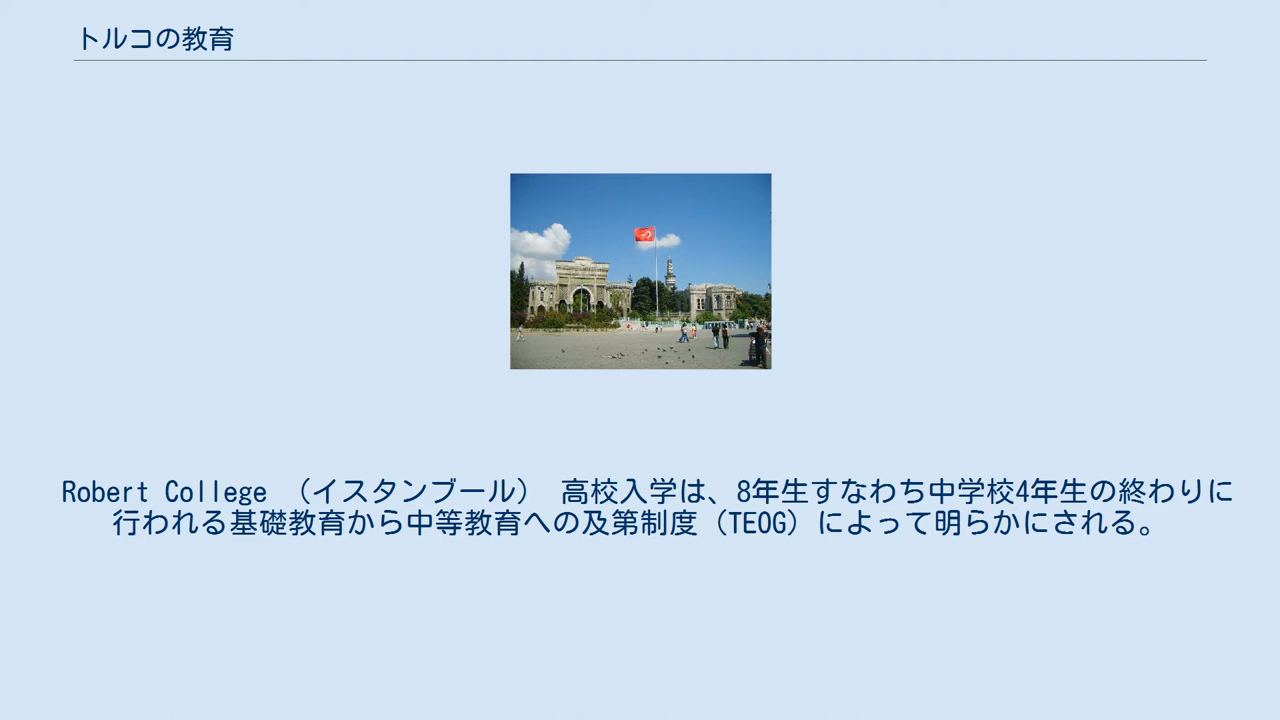 トルコの教育
Robert College （イスタンブール） 高校入学は、8年生すなわち中学校4年生の終わりに
行われる基礎教育から中等教育への及第制度（TEOG）によって明らかにされる。